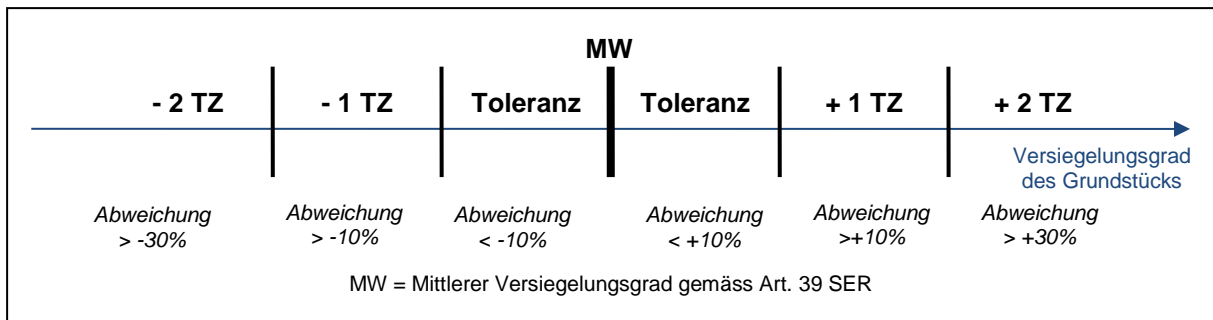 MW
- 2 TZ - 1 TZ Toleranz Toleranz + 1 TZ + 2 TZ
Versiegelungsgrad
des Grundstücks
Abweichung Abweichung Abweichung Abweichung Abweichung Abweichung
> -30% > -10% < -10% < +10% >+10% > +30%
MW = Mittlerer Versiegelungsgrad gemäss Art. 39 SER